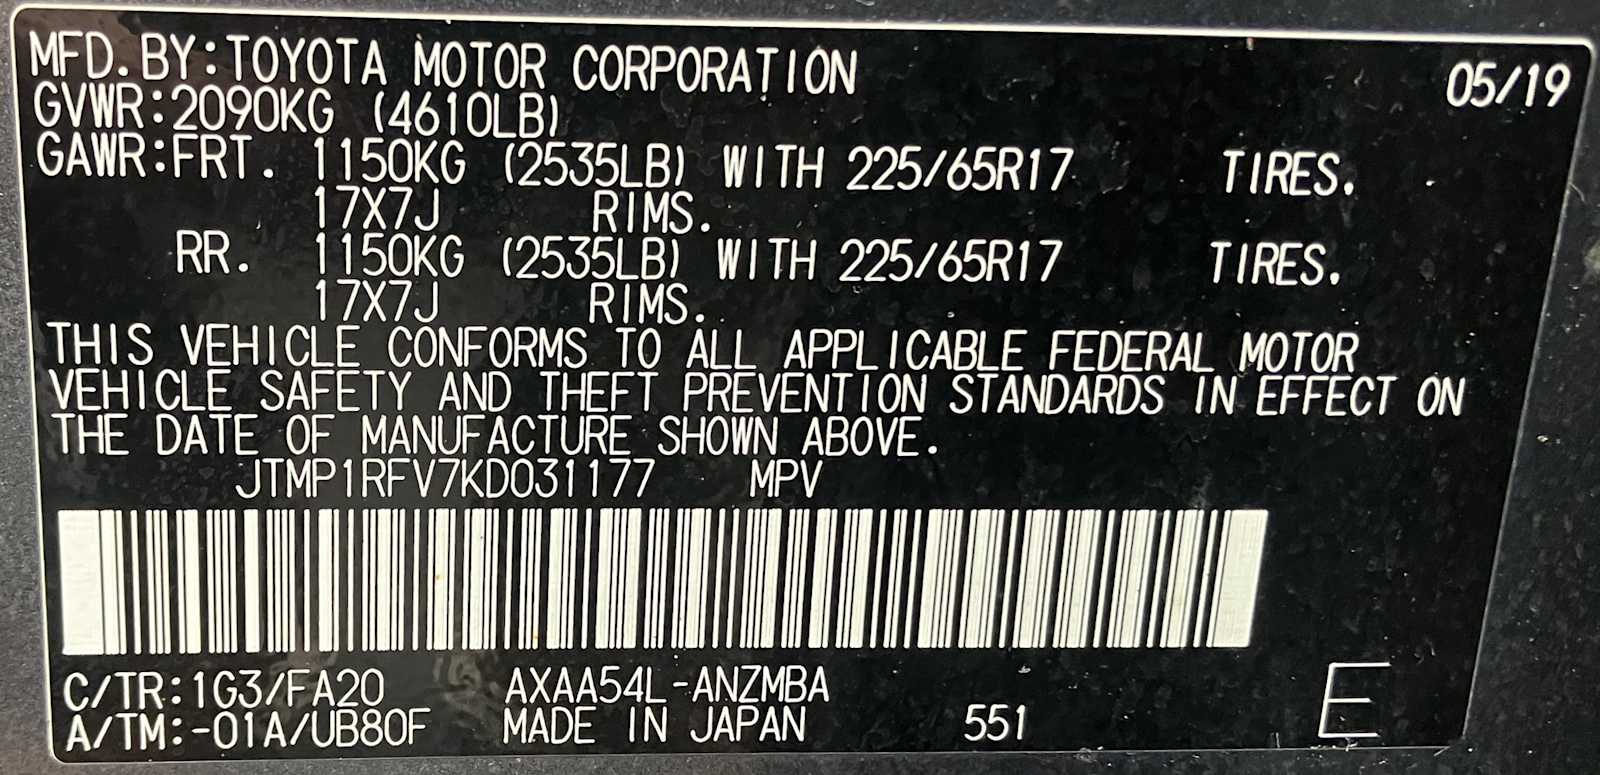 MFD.BY:TOYOTA MOTOR CORPORATION 05/19
GVWR:2090KG (4610LB)
GAWR:FRT. 1150KG (2535LB) WITH 225/65R17 TIRES.
17X7J RIMS.
RR. 1150KG (2535LB) WITH 225/65R17 TIRES.
17X7J RIMS.
THIS VEHICLE CONFORMS TO ALL APPLICABLE FEDERAL MOTOR
VEHICLE SAFETY AND THEFT PREVENTION STANDARDS IN EFFECT ON
THE DATE OF MANUFACTURE SHOWN ABOVE.
JTMP1RFV7KD031177 MPV
C/TR:1G3/FA20 AXAA54L-ANZMBA E
A/TM:-01A/UB80F MADE IN JAPAN 551